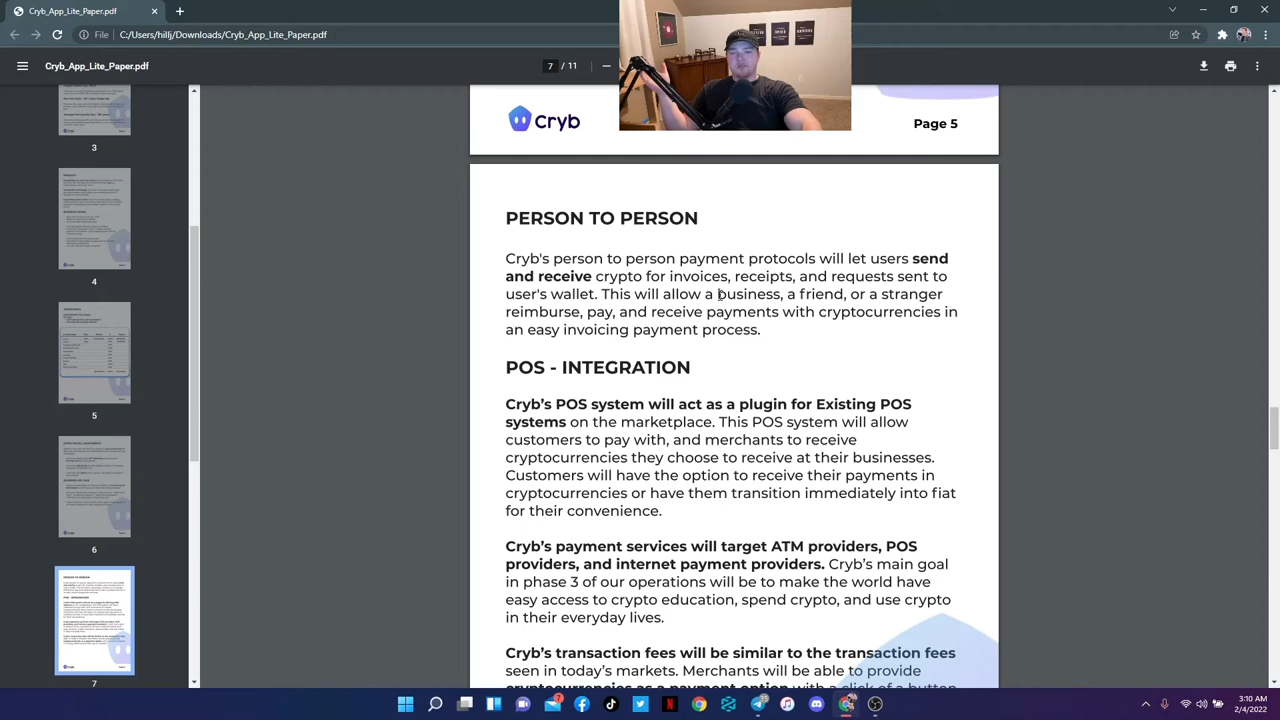 Cryb_App_Lite_Paper.pdf
_App_Lite_Paper.pdf
7 / 11
3
4
5
6
7
Cryb
Page 5
PERSON TO PERSON
Cryb's person to person payment protocols will let users send
and receive crypto for invoices, receipts, and requests sent to
user's wallet. This will allow a business, a friend, or a stranger
reimburse, pay, and receive payments with cryptocurrencies in
an easy invoicing payment process.
POS - INTEGRATION
Cryb's POS system will act as a plugin for Existing POS
systems on the marketplace. This POS system will allow
customers to pay with, and merchants to receive
cryptocurrencies they choose to receive at their businesses.
Customers will have the option to receive their payments in
cryptocurrencies or have them transition immediately into fiat
for their convenience.
Cryb's payment services will target ATM providers, POS
providers, and internet payment providers. Cryb's main goal
in phase 3 of our operations will be to make the world have
access to crypto education, spend crypto, and use crypto
in their everyday lives.
Cryb's transaction fees will be similar to the transaction fees
seen in today's markets. Merchants will be able to provide
cryptocurrencies as a payment option with a click of a button
3:10 AM
2/4/2022